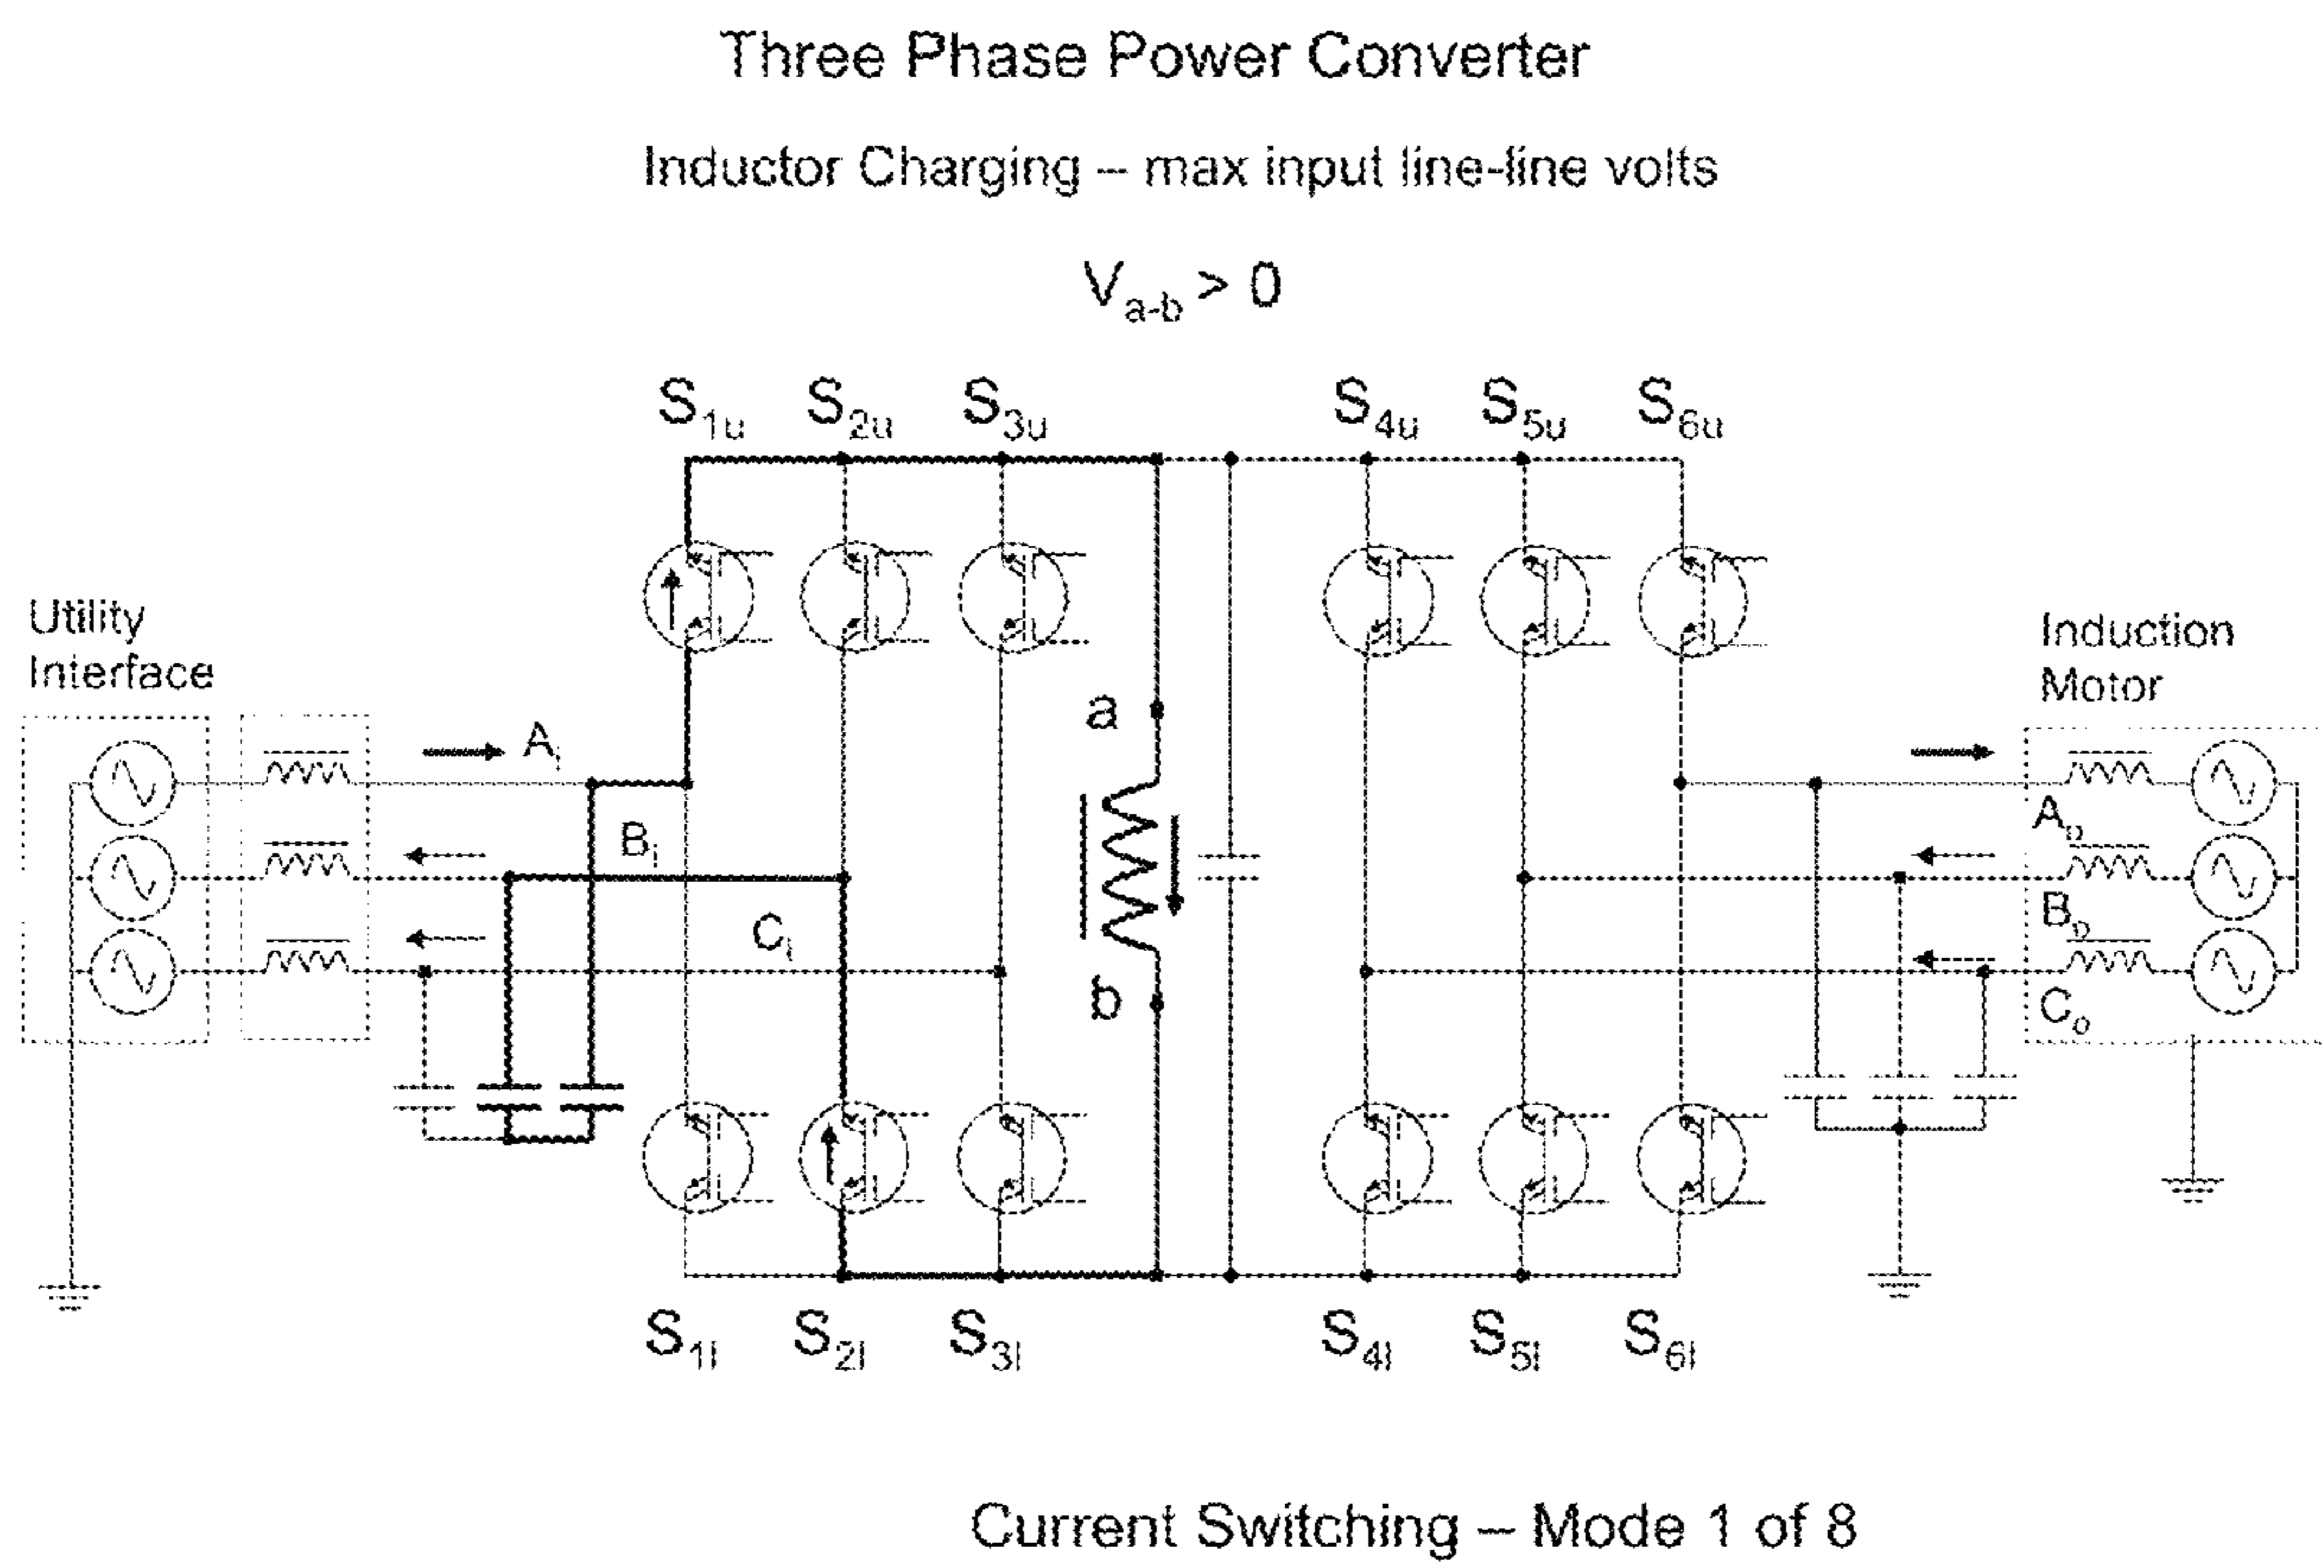 Three Phase Power Converter
Inductor Charging – max input line-line volts
Va-b > 0
S1u S2u S3u S4u S5u S6u
Utility
Interface
Induction
Motor
a
Ai
Bi
Ao
Ci
Bo
b
Co
S1l S2l S3l S4l S5l S6l
Current Switching – Mode 1 of 8